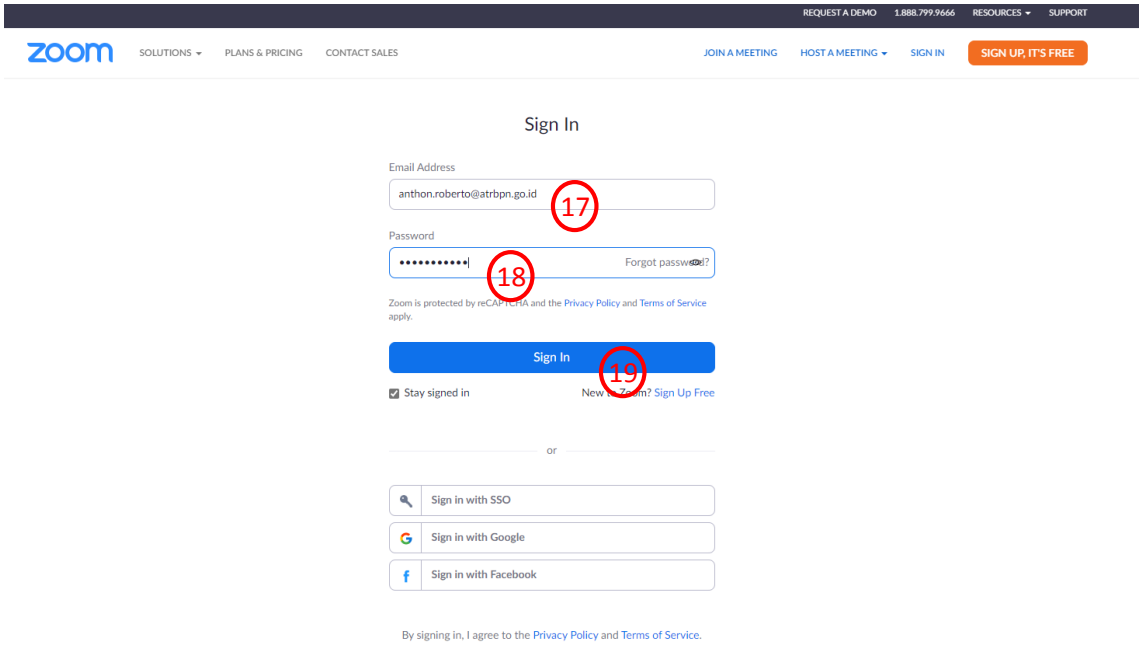 REQUEST A DEMO 1.888.799.9666 RESOURCES SUPPORT
zoom SOLUTIONS PLANS & PRICING CONTACT SALES JOIN A MEETING HOST A MEETING SIGN IN SIGN UP, IT'S FREE
Sign In
Email Address
anthon.roberto@atrbpn.go.id
17
Password
••••••••••• Forgot password?
18
Zoom is protected by reCAPTCHA and the Privacy Policy and Terms of Service
apply.
Sign In
19
Stay signed in New to Zoom? Sign Up Free
or
Sign in with SSO
G Sign in with Google
f Sign in with Facebook
By signing in, I agree to the Privacy Policy and Terms of Service.